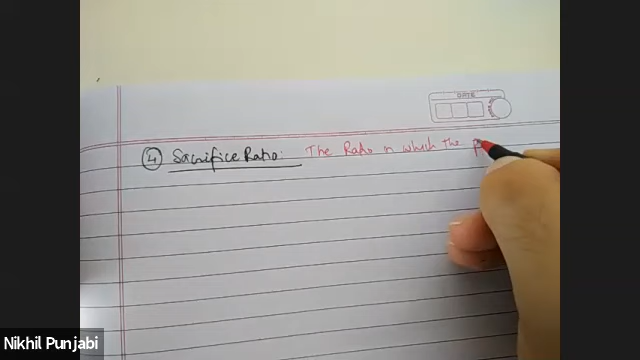 DATE
4 Sacrifice Ratio: The Ratio in which the
Nikhil Punjabi